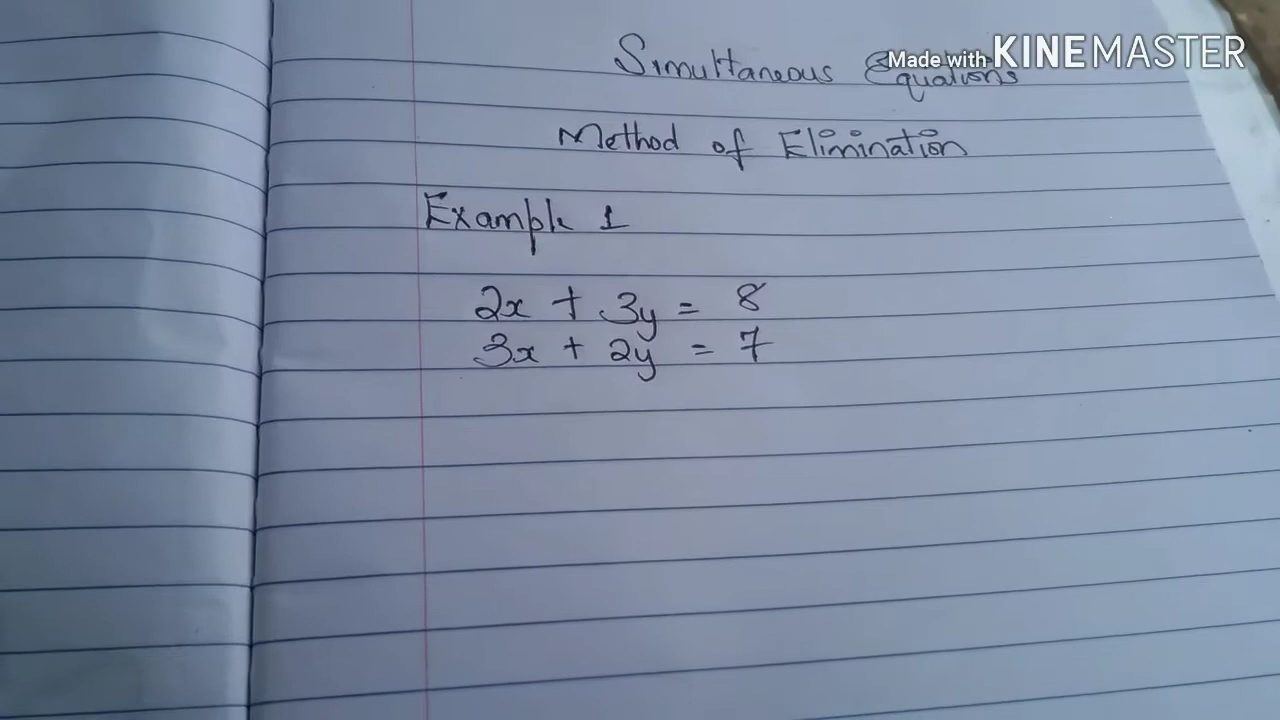 Simultaneous Equations
Made with KINEMASTER
Method of Elimination
Example 1
2x + 3y = 8
3x + 2y = 7